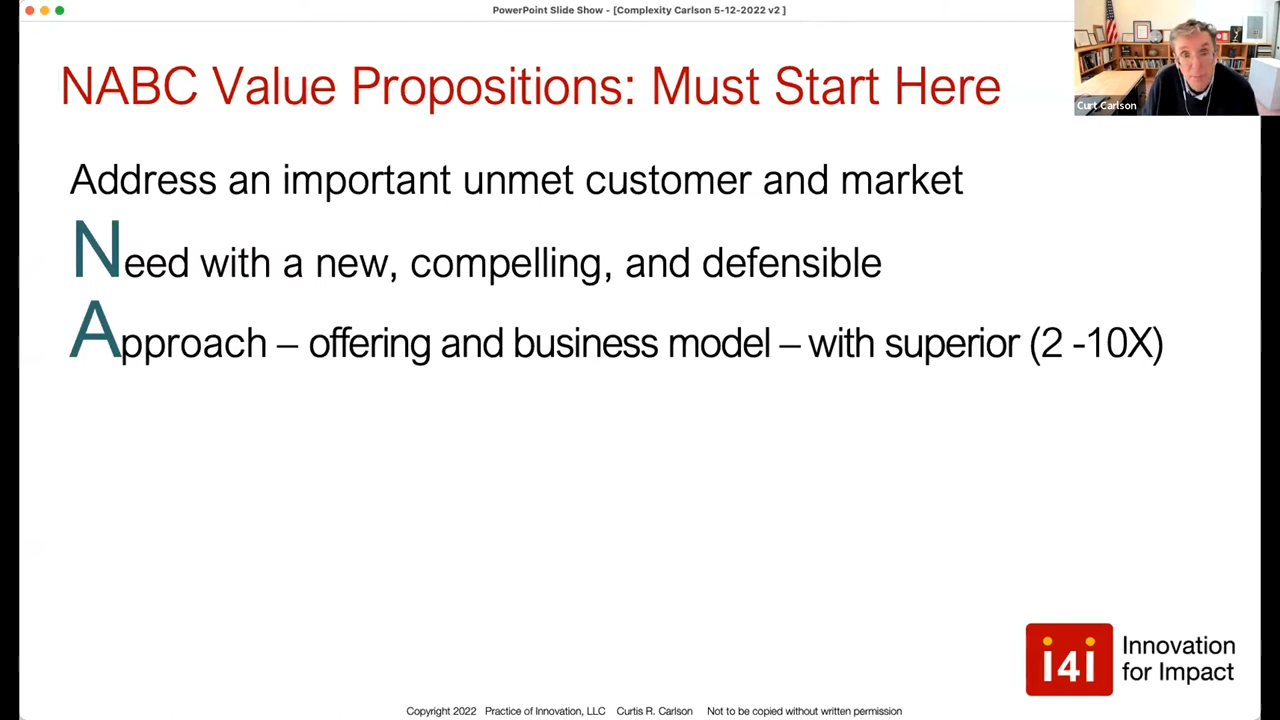 PowerPoint Slide Show - [Complexity Carlson 5-12-2022 v2 ]
NABC Value Propositions: Must Start Here
Curt Carlson
Address an important unmet customer and market
Need with a new, compelling, and defensible
Approach – offering and business model – with superior (2 -10X)
i4i
Innovation
for Impact
Copyright 2022 Practice of Innovation, LLC Curtis R. Carlson Not to be copied without written permission